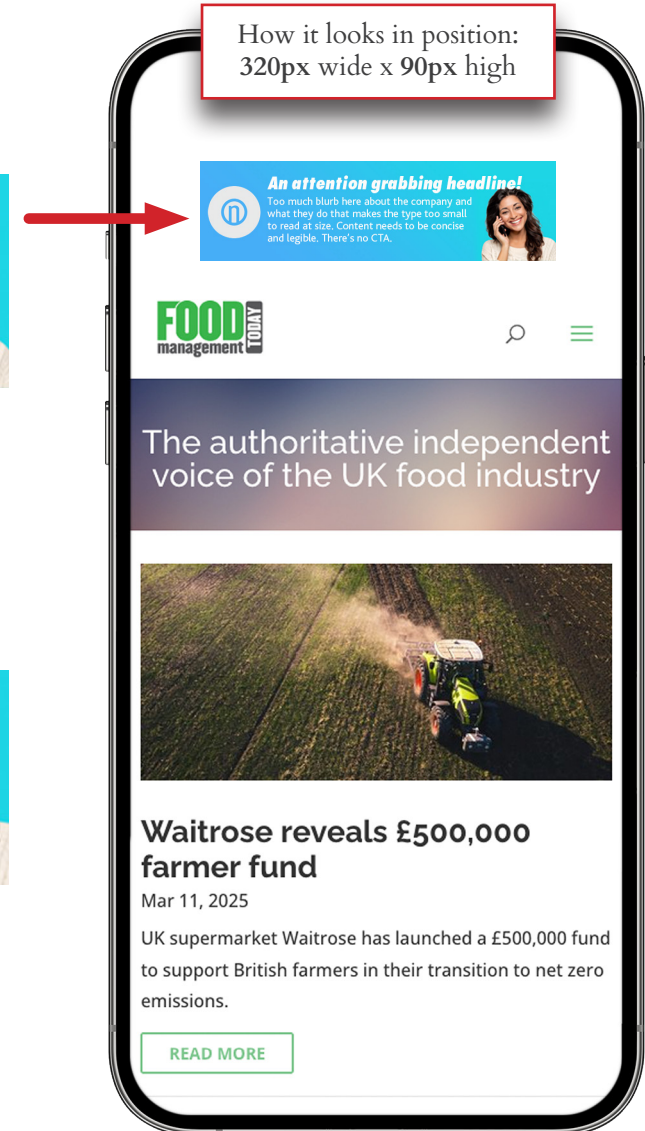 How it looks in position:
320px wide x 90px high
An attention grabbing headline!
Too much blurb here about the company and
what they do that makes the type too small
to read at size. Content needs to be concise
and legible. There's no CTA.
n
FOOD
management
TODAY
The authoritative independent
voice of the UK food industry
Waitrose reveals £500,000
farmer fund
Mar 11, 2025
UK supermarket Waitrose has launched a £500,000 fund
to support British farmers in their transition to net zero
emissions.
READ MORE